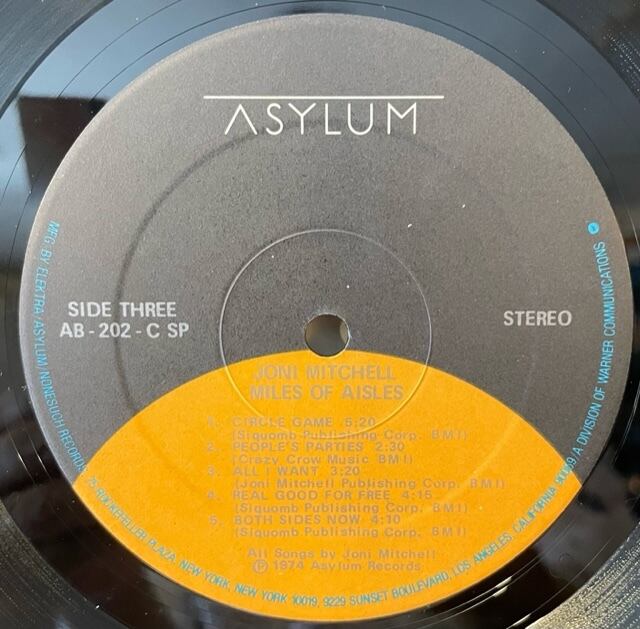 ASYLUM
SIDE THREE
AB - 202 - C SP
STEREO
JONI MITCHELL
MILES OF AISLES
1. CIRCLE GAME 5:20
(Siquomb Publishing Corp. BMI)
2. PEOPLE'S PARTIES 2:30
(Crazy Crow Music BMI)
3. ALL I WANT 3:20
(Joni Mitchell Publishing Corp. BMI)
4. REAL GOOD FOR FREE 4:15
(Siquomb Publishing Corp. BMI)
5. BOTH SIDES NOW 4:10
(Siquomb Publishing Corp. BMI)
All Songs by Joni Mitchell
℗ 1974 Asylum Records
MFG. BY ELEKTRA/ASYLUM/NONESUCH RECORDS, 75 ROCKEFELLER PLAZA, NEW YORK, NEW YORK 10019, 9229 SUNSET BOULEVARD, LOS ANGELES, CALIFORNIA 90069/A DIVISION OF WARNER COMMUNICATIONS